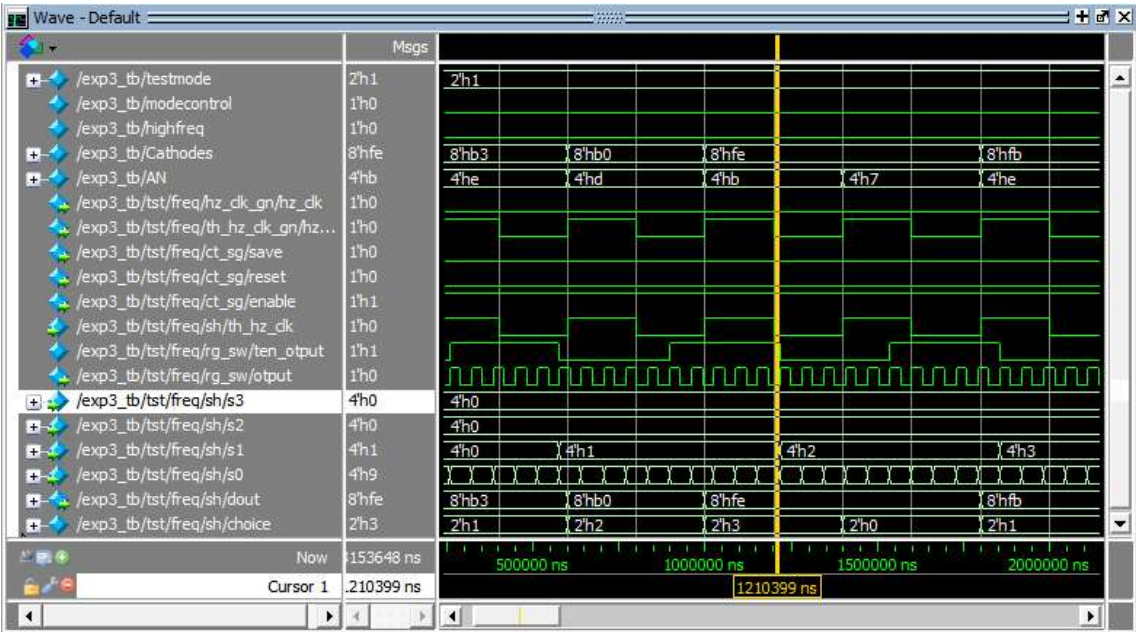 Wave - Default
Msgs
/exp3_tb/testmode 2'h1 2'h1
/exp3_tb/modecontrol 1'h0
/exp3_tb/highfreq 1'h0
/exp3_tb/Cathodes 8'hfe 8'hb3 8'hb0 8'hfe 8'hfb
/exp3_tb/AN 4'hb 4'he 4'hd 4'hb 4'h7 4'he
/exp3_tb/tst/freq/hz_clk_gn/hz_clk 1'h0
/exp3_tb/tst/freq/th_hz_clk_gn/hz... 1'h0
/exp3_tb/tst/freq/ct_sg/save 1'h0
/exp3_tb/tst/freq/ct_sg/reset 1'h0
/exp3_tb/tst/freq/ct_sg/enable 1'h1
/exp3_tb/tst/freq/sh/th_hz_clk 1'h0
/exp3_tb/tst/freq/rg_sw/ten_otput 1'h1
/exp3_tb/tst/freq/rg_sw/otput 1'h0
/exp3_tb/tst/freq/sh/s3 4'h0 4'h0
/exp3_tb/tst/freq/sh/s2 4'h0 4'h0
/exp3_tb/tst/freq/sh/s1 4'h1 4'h0 4'h1 4'h2 4'h3
/exp3_tb/tst/freq/sh/s0 4'h9
/exp3_tb/tst/freq/sh/dout 8'hfe 8'hb3 8'hb0 8'hfe 8'hfb
/exp3_tb/tst/freq/sh/choice 2'h3 2'h1 2'h2 2'h3 2'h0 2'h1
Now 153648 ns 500000 ns 1000000 ns 1500000 ns 2000000 ns
Cursor 1 .210399 ns 1210399 ns